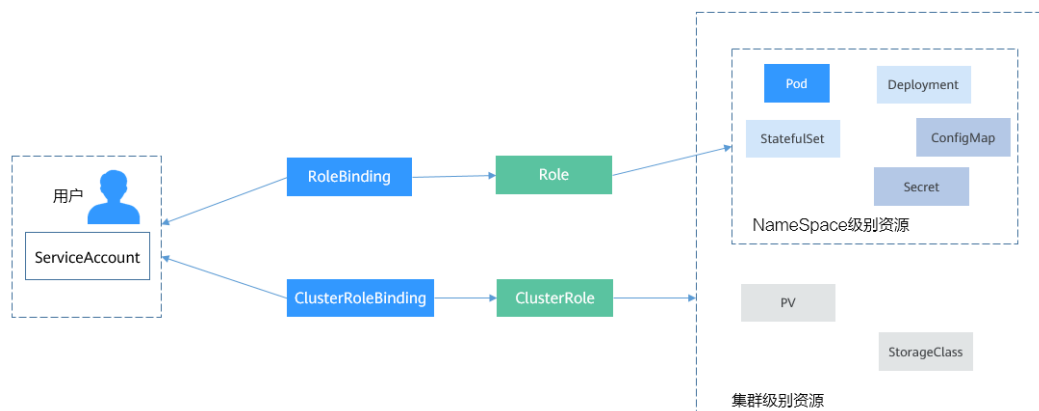 用户
ServiceAccount
RoleBinding
Role
ClusterRoleBinding
ClusterRole
Pod
Deployment
StatefulSet
ConfigMap
Secret
NameSpace级别资源
PV
StorageClass
集群级别资源